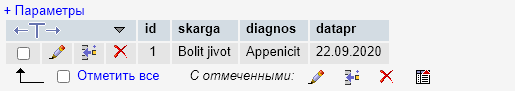 + Параметры
id skarga diagnos datapr
1 Bolit jivot Appenicit 22.09.2020
Отметить все С отмеченными: